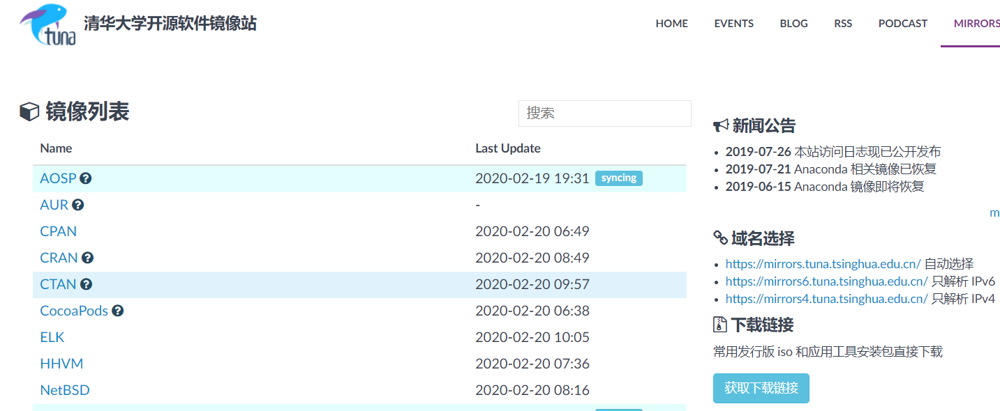 tuna 清华大学开源软件镜像站 HOME EVENTS BLOG RSS PODCAST MIRRORS
镜像列表
搜索
Name Last Update
AOSP 2020-02-19 19:31 syncing
AUR -
CPAN 2020-02-20 06:49
CRAN 2020-02-20 08:49
CTAN 2020-02-20 09:57
CocoaPods 2020-02-20 06:38
ELK 2020-02-20 10:05
HHVM 2020-02-20 07:36
NetBSD 2020-02-20 08:16
新闻公告
2019-07-26 本站访问日志现已公开发布
2019-07-21 Anaconda 相关镜像已恢复
2019-06-15 Anaconda 镜像即将恢复
m
域名选择
https://mirrors.tuna.tsinghua.edu.cn/ 自动选择
https://mirrors6.tuna.tsinghua.edu.cn/ 只解析 IPv6
https://mirrors4.tuna.tsinghua.edu.cn/ 只解析 IPv4
下载链接
常用发行版 iso 和应用工具安装包直接下载
获取下载链接